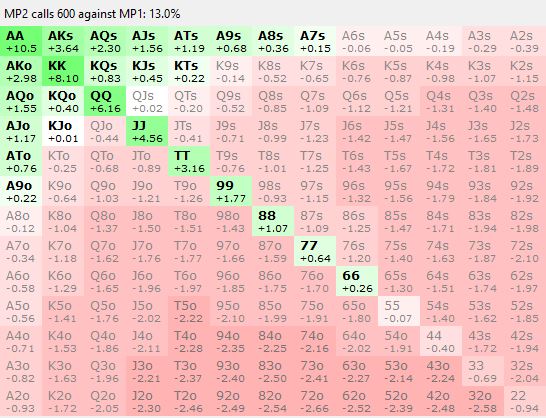 MP2 calls 600 against MP1: 13.0%
AA AKs AQs AJs ATs A9s A8s A7s A6s A5s A4s A3s A2s
+10.5 +3.64 +2.30 +1.56 +1.19 +0.68 +0.36 +0.15 -0.06 -0.05 -0.19 -0.29 -0.39
AKo KK KQs KJs KTs K9s K8s K7s K6s K5s K4s K3s K2s
+2.98 +8.10 +0.83 +0.45 +0.22 -0.14 -0.52 -0.65 -0.76 -0.87 -0.98 -1.07 -1.15
AQo KQo QQ QJs QTs Q9s Q8s Q7s Q6s Q5s Q4s Q3s Q2s
+1.55 +0.40 +6.16 +0.02 -0.20 -0.52 -0.85 -1.09 -1.12 -1.21 -1.31 -1.40 -1.48
AJo KJo QJo JJ JTs J9s J8s J7s J6s J5s J4s J3s J2s
+1.17 +0.01 -0.44 +4.56 -0.41 -0.71 -0.99 -1.23 -1.42 -1.47 -1.56 -1.65 -1.73
ATo KTo QTo JTo TT T9s T8s T7s T6s T5s T4s T3s T2s
+0.76 -0.25 -0.68 -0.89 +3.16 -0.76 -1.01 -1.25 -1.43 -1.67 -1.72 -1.81 -1.89
A9o K9o Q9o J9o T9o 99 98s 97s 96s 95s 94s 93s 92s
+0.22 -0.64 -1.03 -1.21 -1.26 +1.77 -0.93 -1.15 -1.32 -1.56 -1.79 -1.84 -1.92
A8o K8o Q8o J8o T8o 98o 88 87s 86s 85s 84s 83s 82s
-0.12 -1.04 -1.37 -1.50 -1.51 -1.43 +1.07 -1.09 -1.25 -1.47 -1.71 -1.94 -1.98
A7o K7o Q7o J7o T7o 97o 87o 77 76s 75s 74s 73s 72s
-0.34 -1.18 -1.62 -1.76 -1.77 -1.66 -1.59 +0.64 -1.20 -1.40 -1.63 -1.87 -2.10
A6o K6o Q6o J6o T6o 96o 86o 76o 66 65s 64s 63s 62s
-0.58 -1.29 -1.65 -1.96 -1.97 -1.85 -1.75 -1.70 +0.26 -1.30 -1.51 -1.74 -1.97
A5o K5o Q5o J5o T5o 95o 85o 75o 65o 55 54s 53s 52s
-0.56 -1.41 -1.76 -2.02 -2.22 -2.10 -1.99 -1.91 -1.80 -0.07 -1.40 -1.62 -1.85
A4o K4o Q4o J4o T4o 94o 84o 74o 64o 54o 44 43s 42s
-0.71 -1.53 -1.86 -2.11 -2.28 -2.35 -2.25 -2.16 -2.02 -1.91 -0.40 -1.72 -1.94
A3o K3o Q3o J3o T3o 93o 83o 73o 63o 53o 43o 33 32s
-0.82 -1.63 -1.96 -2.21 -2.37 -2.40 -2.50 -2.41 -2.27 -2.14 -2.24 -0.69 -2.04
A2o K2o Q2o J2o T2o 92o 82o 72o 62o 52o 42o 32o 22
-0.93 -1.72 -2.05 -2.30 -2.46 -2.49 -2.54 -2.66 -2.52 -2.39 -2.48 -2.58 -0.94